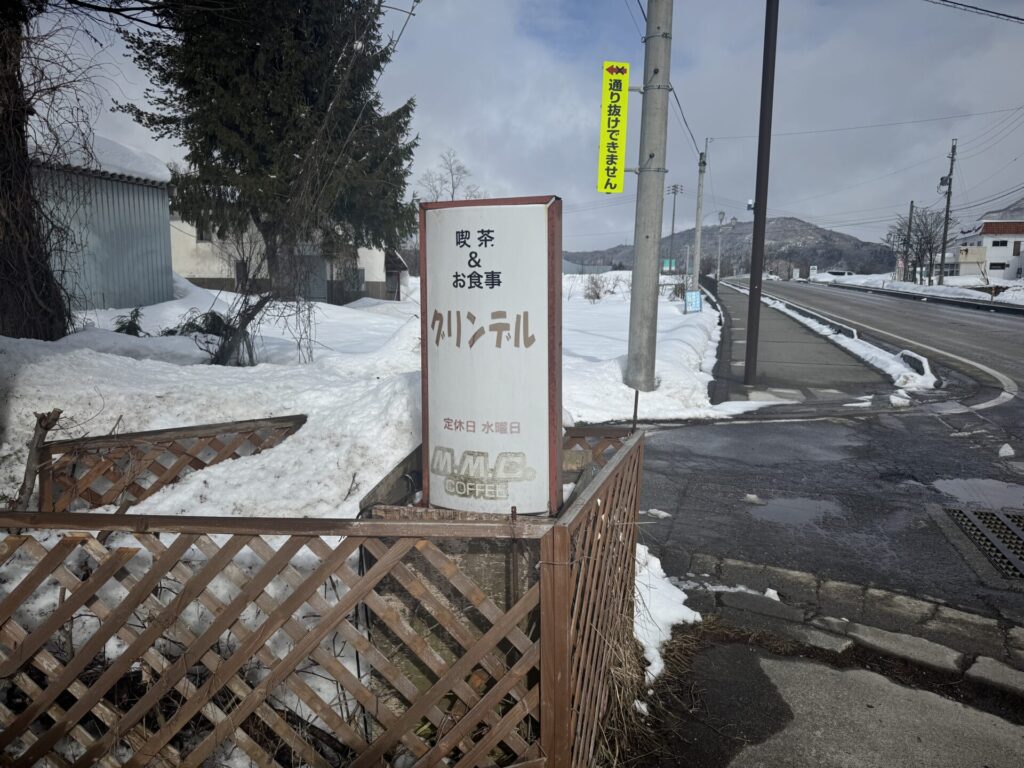 通り抜けできません
喫茶
&
お食事
グリンデル
定休日 水曜日
M.M.C.
COFFEE